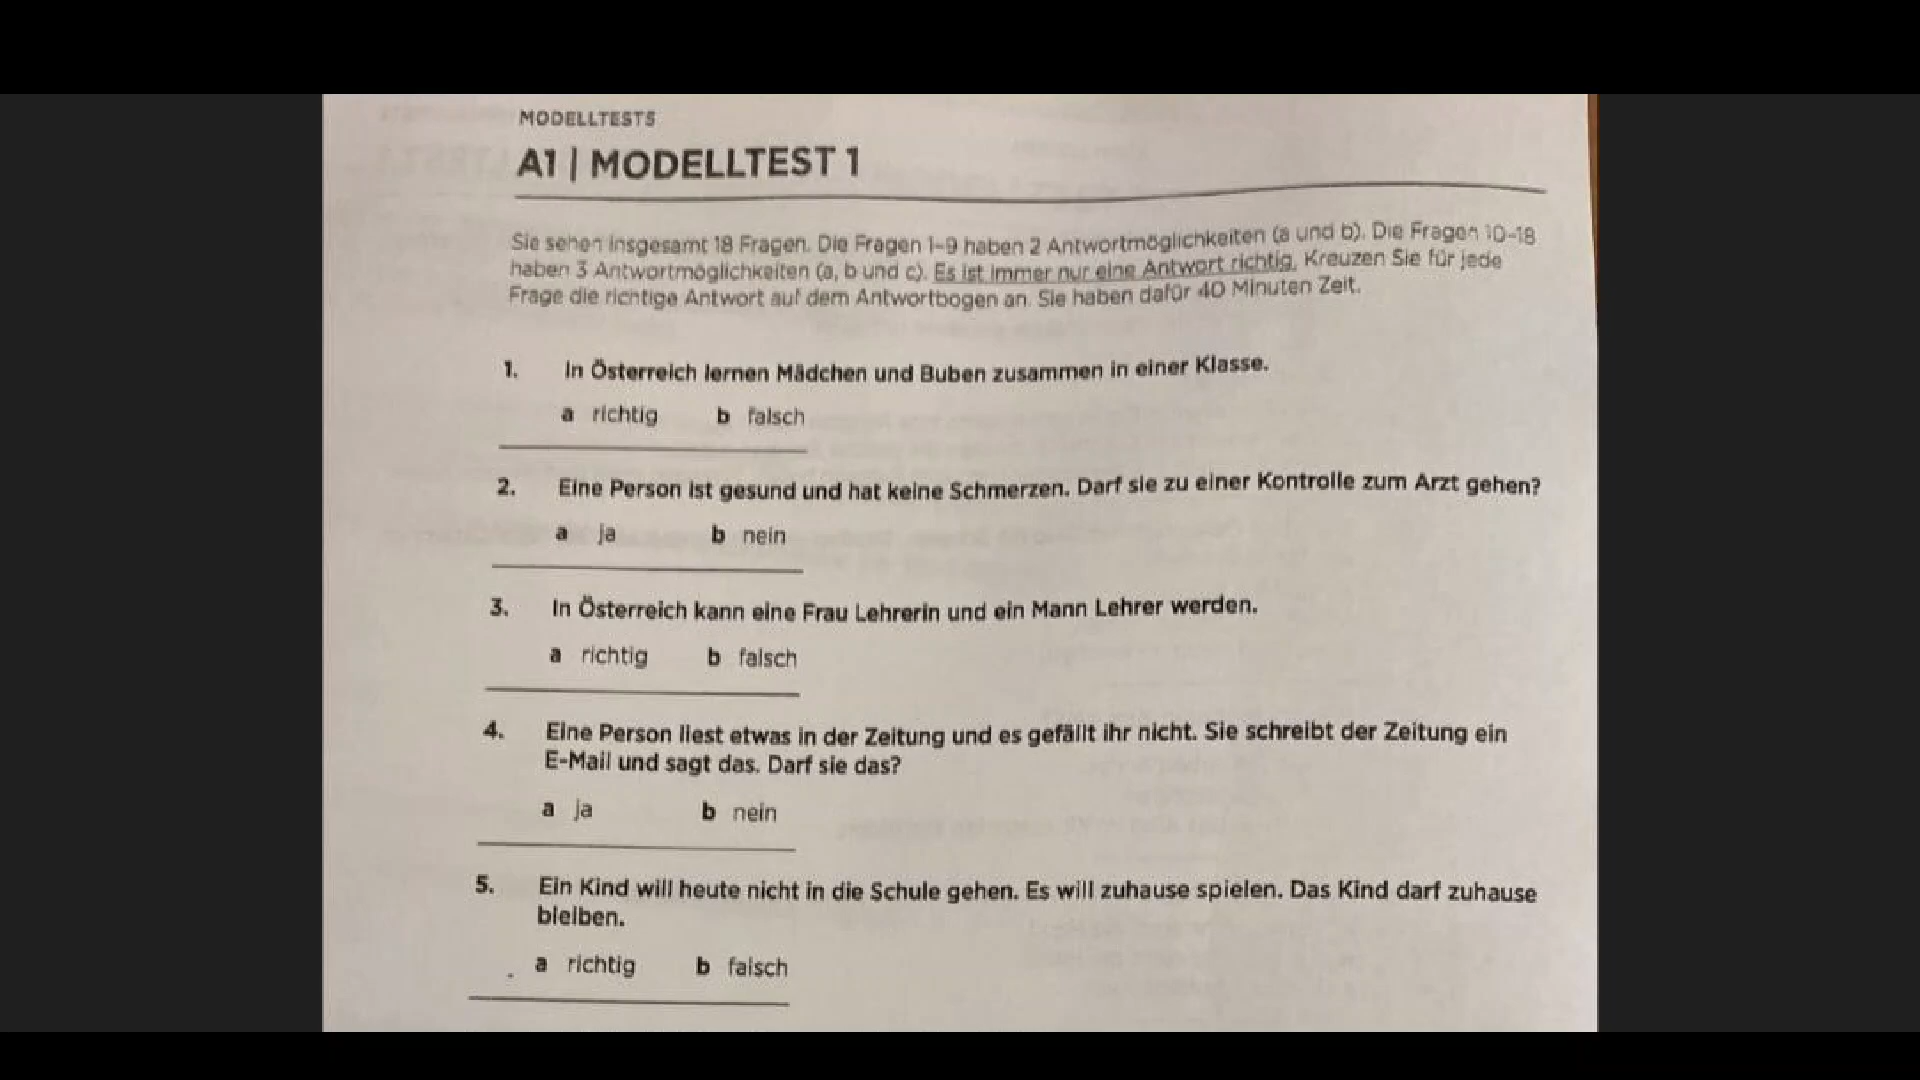 MODELLTESTS
A1 | MODELLTEST 1
Sie sehen insgesamt 18 Fragen. Die Fragen 1-9 haben 2 Antwortmöglichkeiten (a und b). Die Fragen 10-18
haben 3 Antwortmöglichkeiten (a, b und c). Es ist immer nur eine Antwort richtig. Kreuzen Sie für jede
Frage die richtige Antwort auf dem Antwortbogen an. Sie haben dafür 40 Minuten Zeit.
1. In Österreich lernen Mädchen und Buben zusammen in einer Klasse.
a richtig b falsch
2. Eine Person ist gesund und hat keine Schmerzen. Darf sie zu einer Kontrolle zum Arzt gehen?
a ja b nein
3. In Österreich kann eine Frau Lehrerin und ein Mann Lehrer werden.
a richtig b falsch
4. Eine Person liest etwas in der Zeitung und es gefällt ihr nicht. Sie schreibt der Zeitung ein
E-Mail und sagt das. Darf sie das?
a ja b nein
5. Ein Kind will heute nicht in die Schule gehen. Es will zuhause spielen. Das Kind darf zuhause
bleiben.
a richtig b falsch